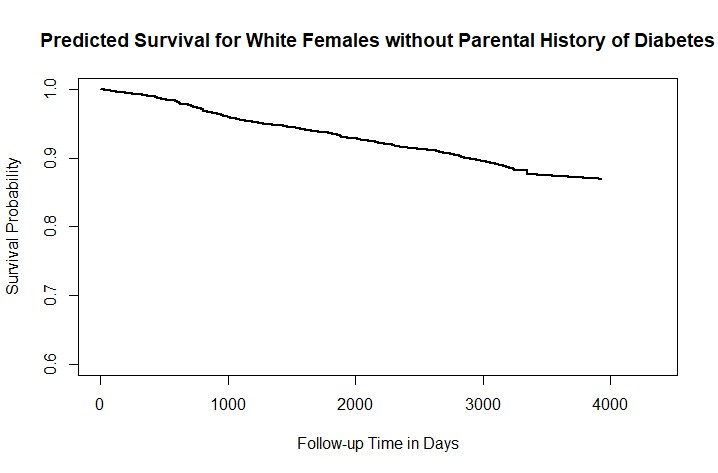 Predicted Survival for White Females without Parental History of Diabetes
1.0
0.9
0.8
0.7
0.6
Survival Probability
0 1000 2000 3000 4000
Follow-up Time in Days